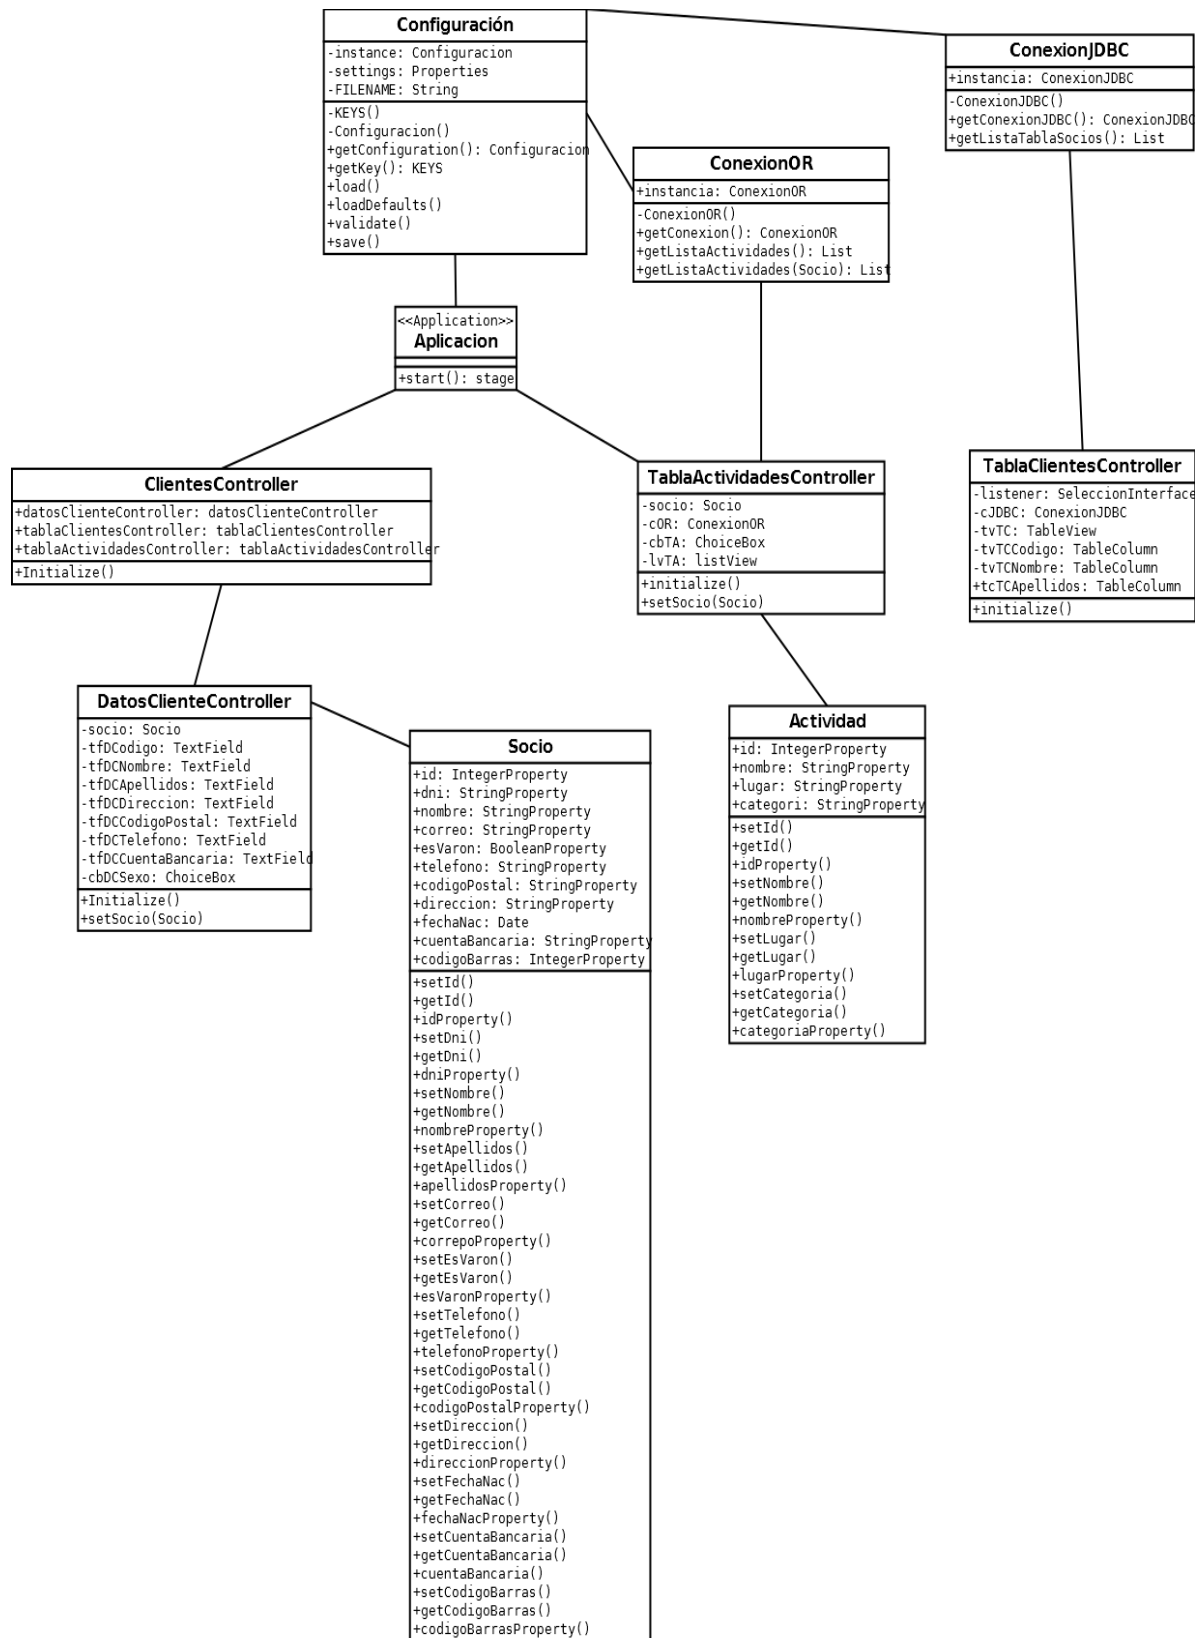 Configuración
-instance: Configuracion
-settings: Properties
-FILENAME: String
-KEYS()
-Configuracion()
+getConfiguration(): Configuracion
+getKey(): KEYS
+load()
+loadDefaults()
+validate()
+save()
ConexionJDBC
+instancia: ConexionJDBC
-ConexionJDBC()
+getConexionJDBC(): ConexionJDBC
+getListaTablaSocios(): List
ConexionOR
+instancia: ConexionOR
-ConexionOR()
+getConexion(): ConexionOR
+getListaActividades(): List
+getListaActividades(Socio): List
<<Application>>
Aplicacion
+start(): stage
ClientesController
+datosClienteController: datosClienteController
+tablaClientesController: tablaClientesController
+tablaActividadesController: tablaActividadesController
+Initialize()
TablaActividadesController
-socio: Socio
-cOR: ConexionOR
-cbTA: ChoiceBox
-lvTA: listView
+initialize()
+setSocio(Socio)
TablaClientesController
-listener: SeleccionInterface
-cJDBC: ConexionJDBC
-tvTC: TableView
-tvTCCodigo: TableColumn
-tvTCNombre: TableColumn
+tcTCApellidos: TableColumn
+initialize()
DatosClienteController
-socio: Socio
-tfDCodigo: TextField
-tfDCNombre: TextField
-tfDCApellidos: TextField
-tfDCDireccion: TextField
-tfDCCodigoPostal: TextField
-tfDCTelefono: TextField
-tfDCCuentaBancaria: TextField
-cbDCSexo: ChoiceBox
+Initialize()
+setSocio(Socio)
Socio
+id: IntegerProperty
+dni: StringProperty
+nombre: StringProperty
+correo: StringProperty
+esVaron: BooleanProperty
+telefono: StringProperty
+codigoPostal: StringProperty
+direccion: StringProperty
+fechaNac: Date
+cuentaBancaria: StringProperty
+codigoBarras: IntegerProperty
+setId()
+getId()
+idProperty()
+setDni()
+getDni()
+dniProperty()
+setNombre()
+getNombre()
+nombreProperty()
+setApellidos()
+getApellidos()
+apellidosProperty()
+setCorreo()
+getCorreo()
+correpoProperty()
+setEsVaron()
+getEsVaron()
+esVaronProperty()
+setTelefono()
+getTelefono()
+telefonoProperty()
+setCodigoPostal()
+getCodigoPostal()
+codigoPostalProperty()
+setDireccion()
+getDireccion()
+direccionProperty()
+setFechaNac()
+getFechaNac()
+fechaNacProperty()
+setCuentaBancaria()
+getCuentaBancaria()
+cuentaBancaria()
+setCodigoBarras()
+getCodigoBarras()
+codigoBarrasProperty()
Actividad
+id: IntegerProperty
+nombre: StringProperty
+lugar: StringProperty
+categori: StringProperty
+setId()
+getId()
+idProperty()
+setNombre()
+getNombre()
+nombreProperty()
+setLugar()
+getLugar()
+lugarProperty()
+setCategoria()
+getCategoria()
+categoriaProperty()